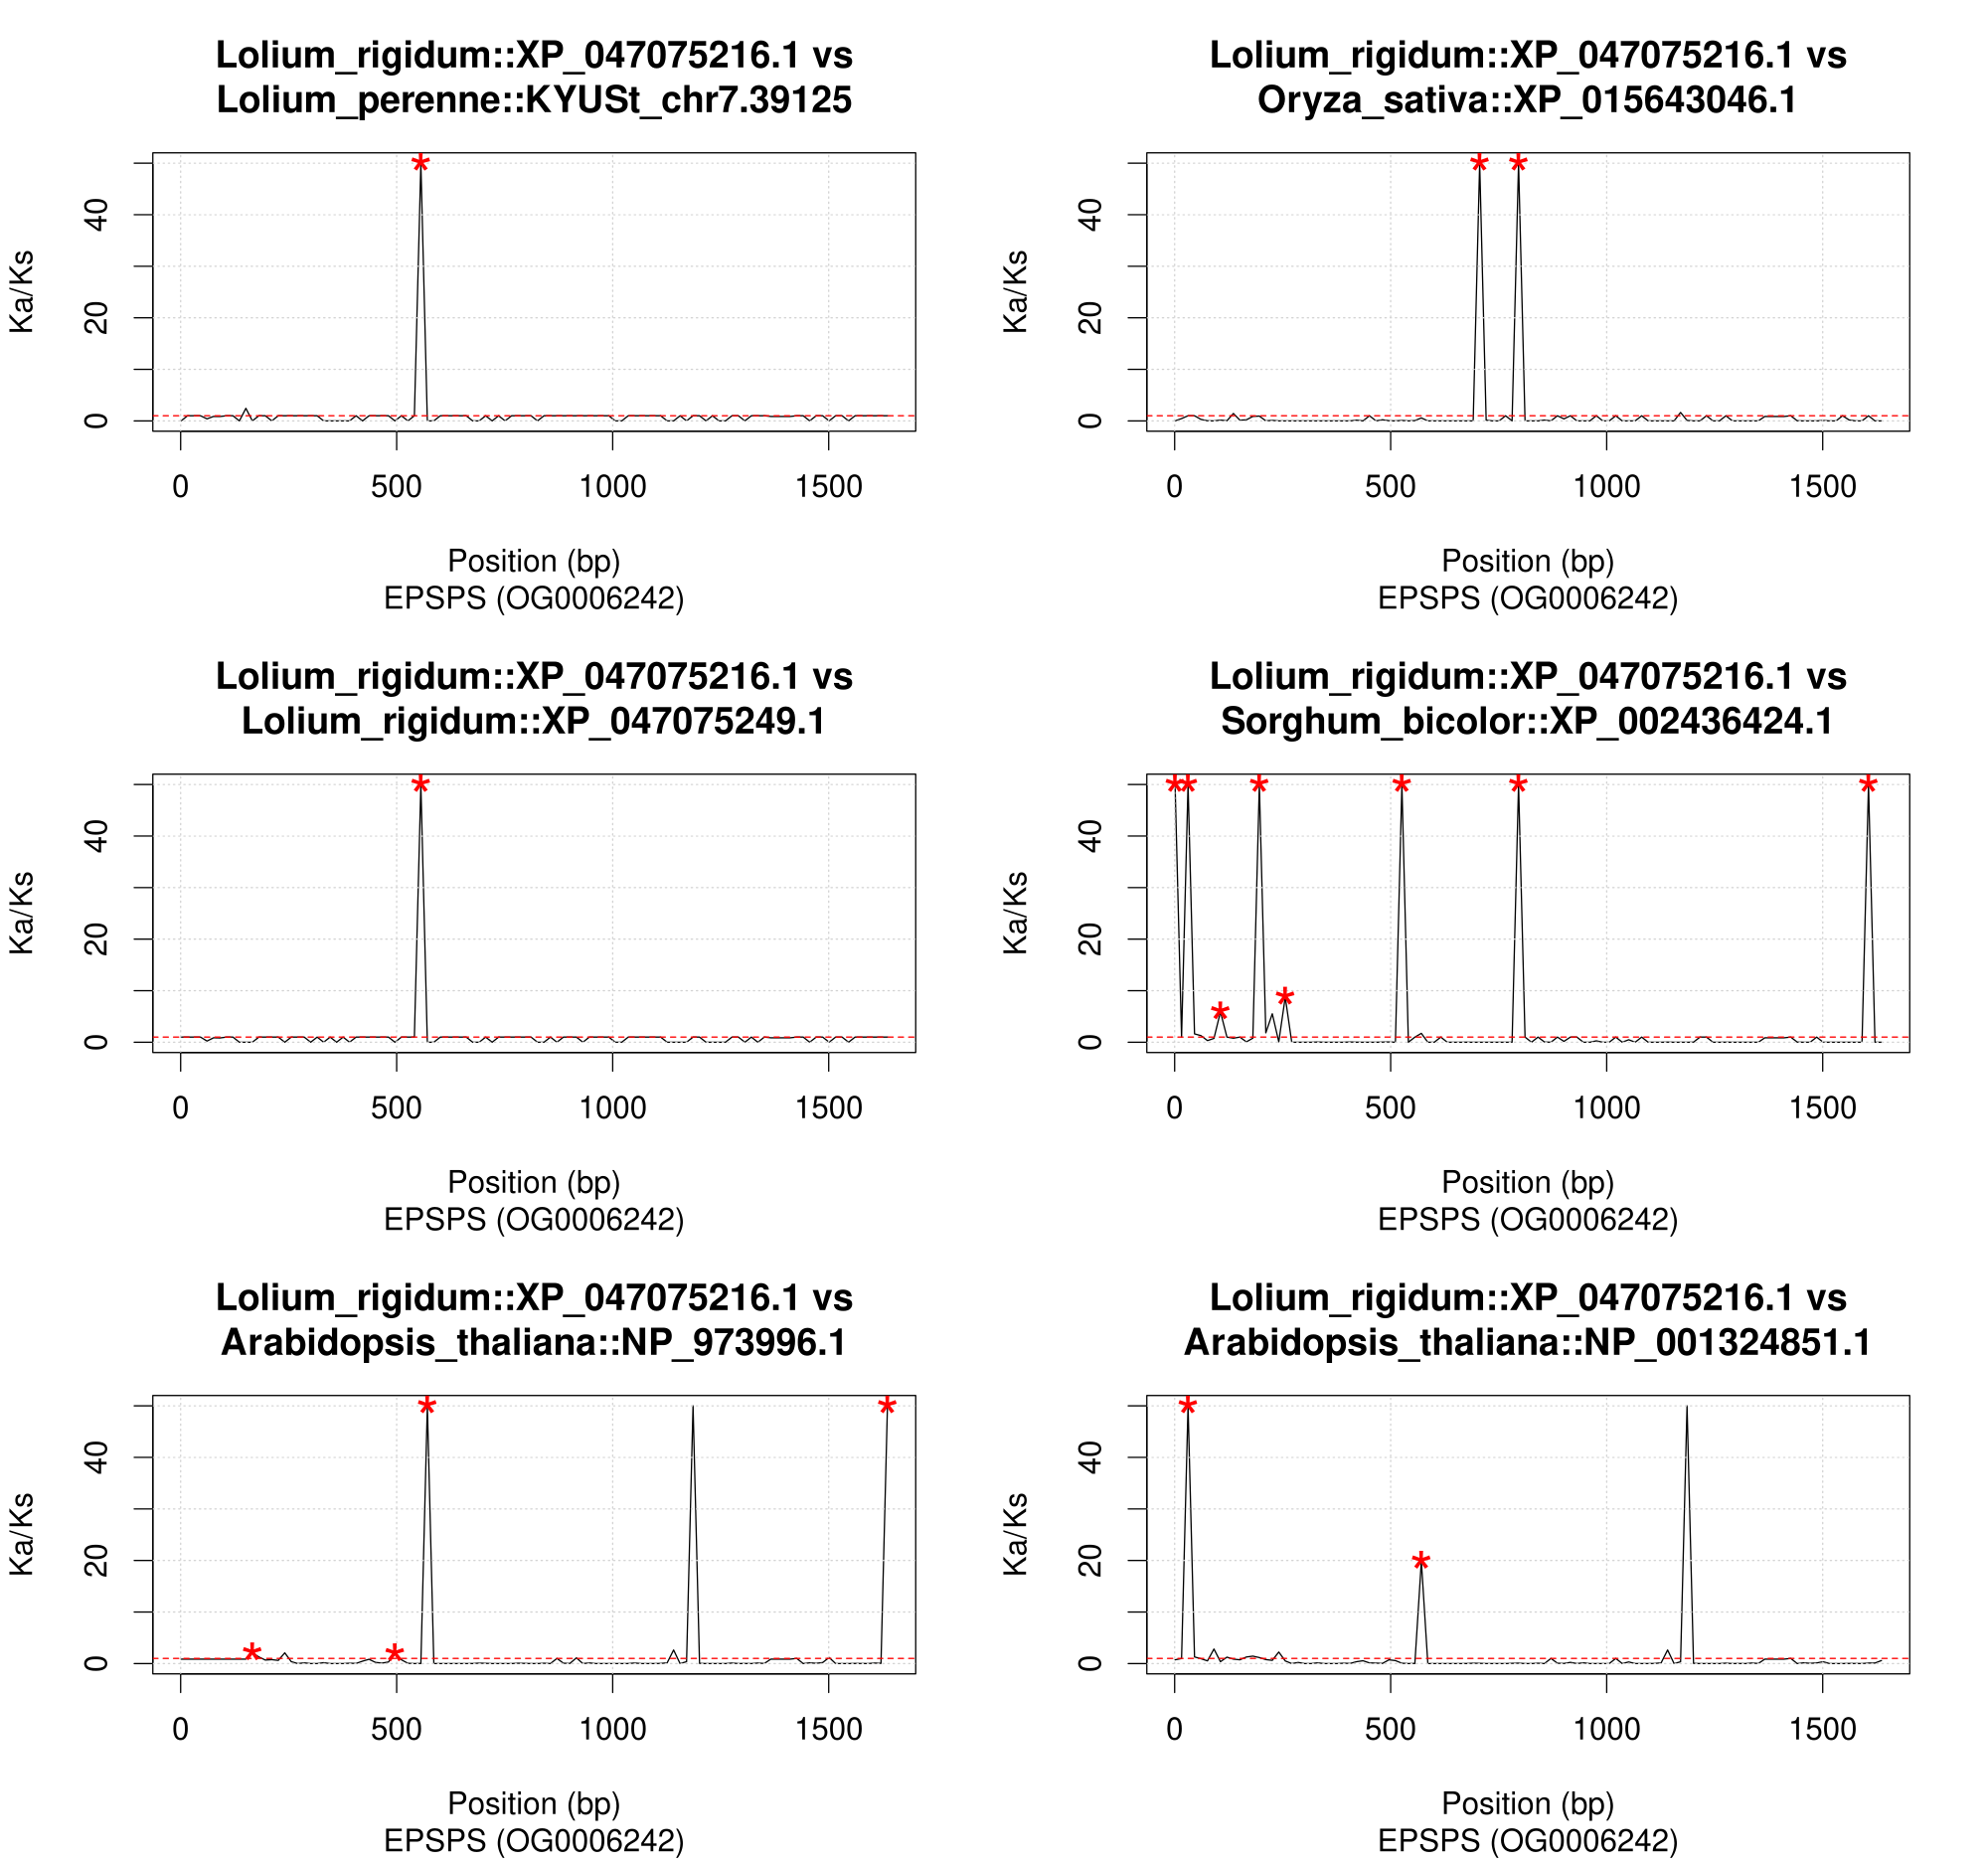 Lolium_rigidum::XP_047075216.1 vs
Lolium_perenne::KYUSt_chr7.39125
Ka/Ks
40
20
0
0 500 1000 1500
Position (bp)
EPSPS (OG0006242)
Lolium_rigidum::XP_047075216.1 vs
Oryza_sativa::XP_015643046.1
Ka/Ks
40
20
0
0 500 1000 1500
Position (bp)
EPSPS (OG0006242)
Lolium_rigidum::XP_047075216.1 vs
Lolium_rigidum::XP_047075249.1
Ka/Ks
40
20
0
0 500 1000 1500
Position (bp)
EPSPS (OG0006242)
Lolium_rigidum::XP_047075216.1 vs
Sorghum_bicolor::XP_002436424.1
Ka/Ks
40
20
0
0 500 1000 1500
Position (bp)
EPSPS (OG0006242)
Lolium_rigidum::XP_047075216.1 vs
Arabidopsis_thaliana::NP_973996.1
Ka/Ks
40
20
0
0 500 1000 1500
Position (bp)
EPSPS (OG0006242)
Lolium_rigidum::XP_047075216.1 vs
Arabidopsis_thaliana::NP_001324851.1
Ka/Ks
40
20
0
0 500 1000 1500
Position (bp)
EPSPS (OG0006242)